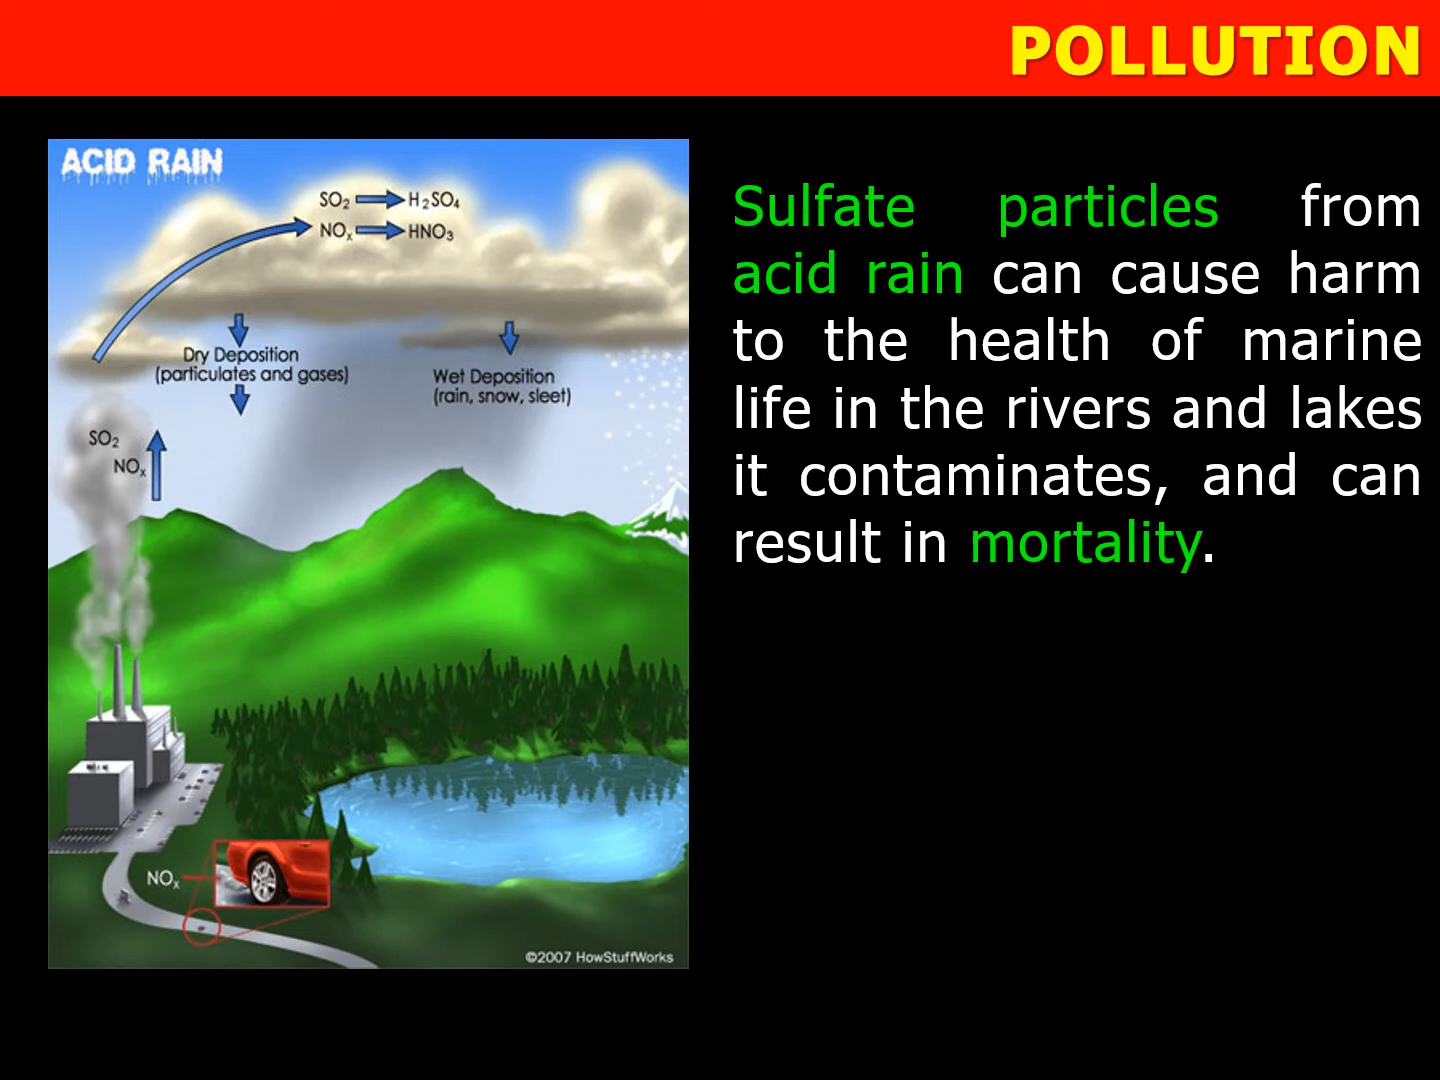 POLLUTION
ACID RAIN
SO2 H2SO4
NOx HNO3
Dry Deposition
(particulates and gases)
Wet Deposition
(rain, snow, sleet)
SO2
NOx
NOx
©2007 HowStuffWorks
Sulfate particles from
acid rain can cause harm
to the health of marine
life in the rivers and lakes
it contaminates, and can
result in mortality.